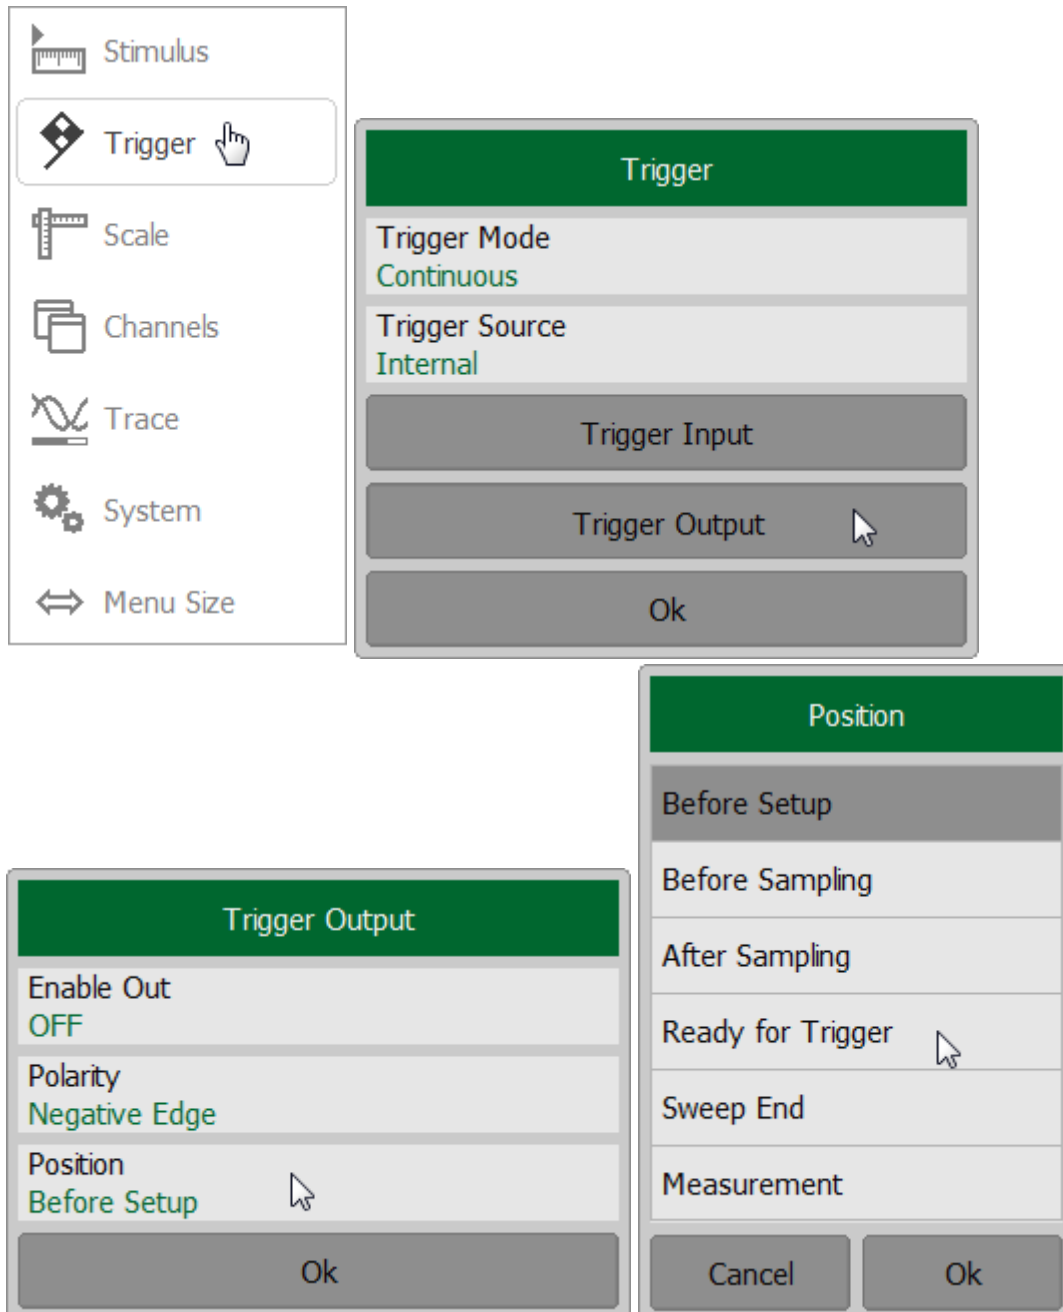 Stimulus
Trigger
Scale
Channels
Trace
System
Menu Size
Trigger
Trigger Mode
Continuous
Trigger Source
Internal
Trigger Input
Trigger Output
Ok
Trigger Output
Enable Out
OFF
Polarity
Negative Edge
Position
Before Setup
Ok
Position
Before Setup
Before Sampling
After Sampling
Ready for Trigger
Sweep End
Measurement
Cancel
Ok